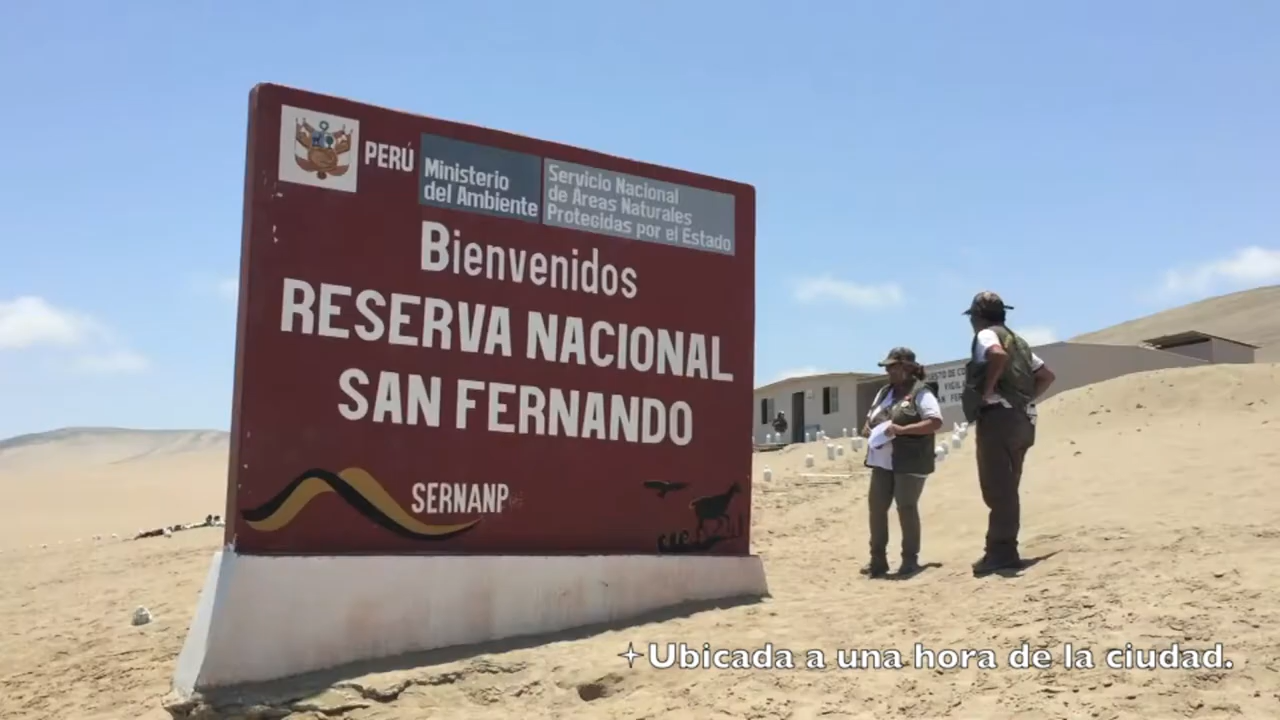 PERÚ
Ministerio
del Ambiente
Servicio Nacional
de Áreas Naturales
Protegidas por el Estado
Bienvenidos
RESERVA NACIONAL
SAN FERNANDO
SERNANP
VIGIL
+Ubicada a una hora de la ciudad.